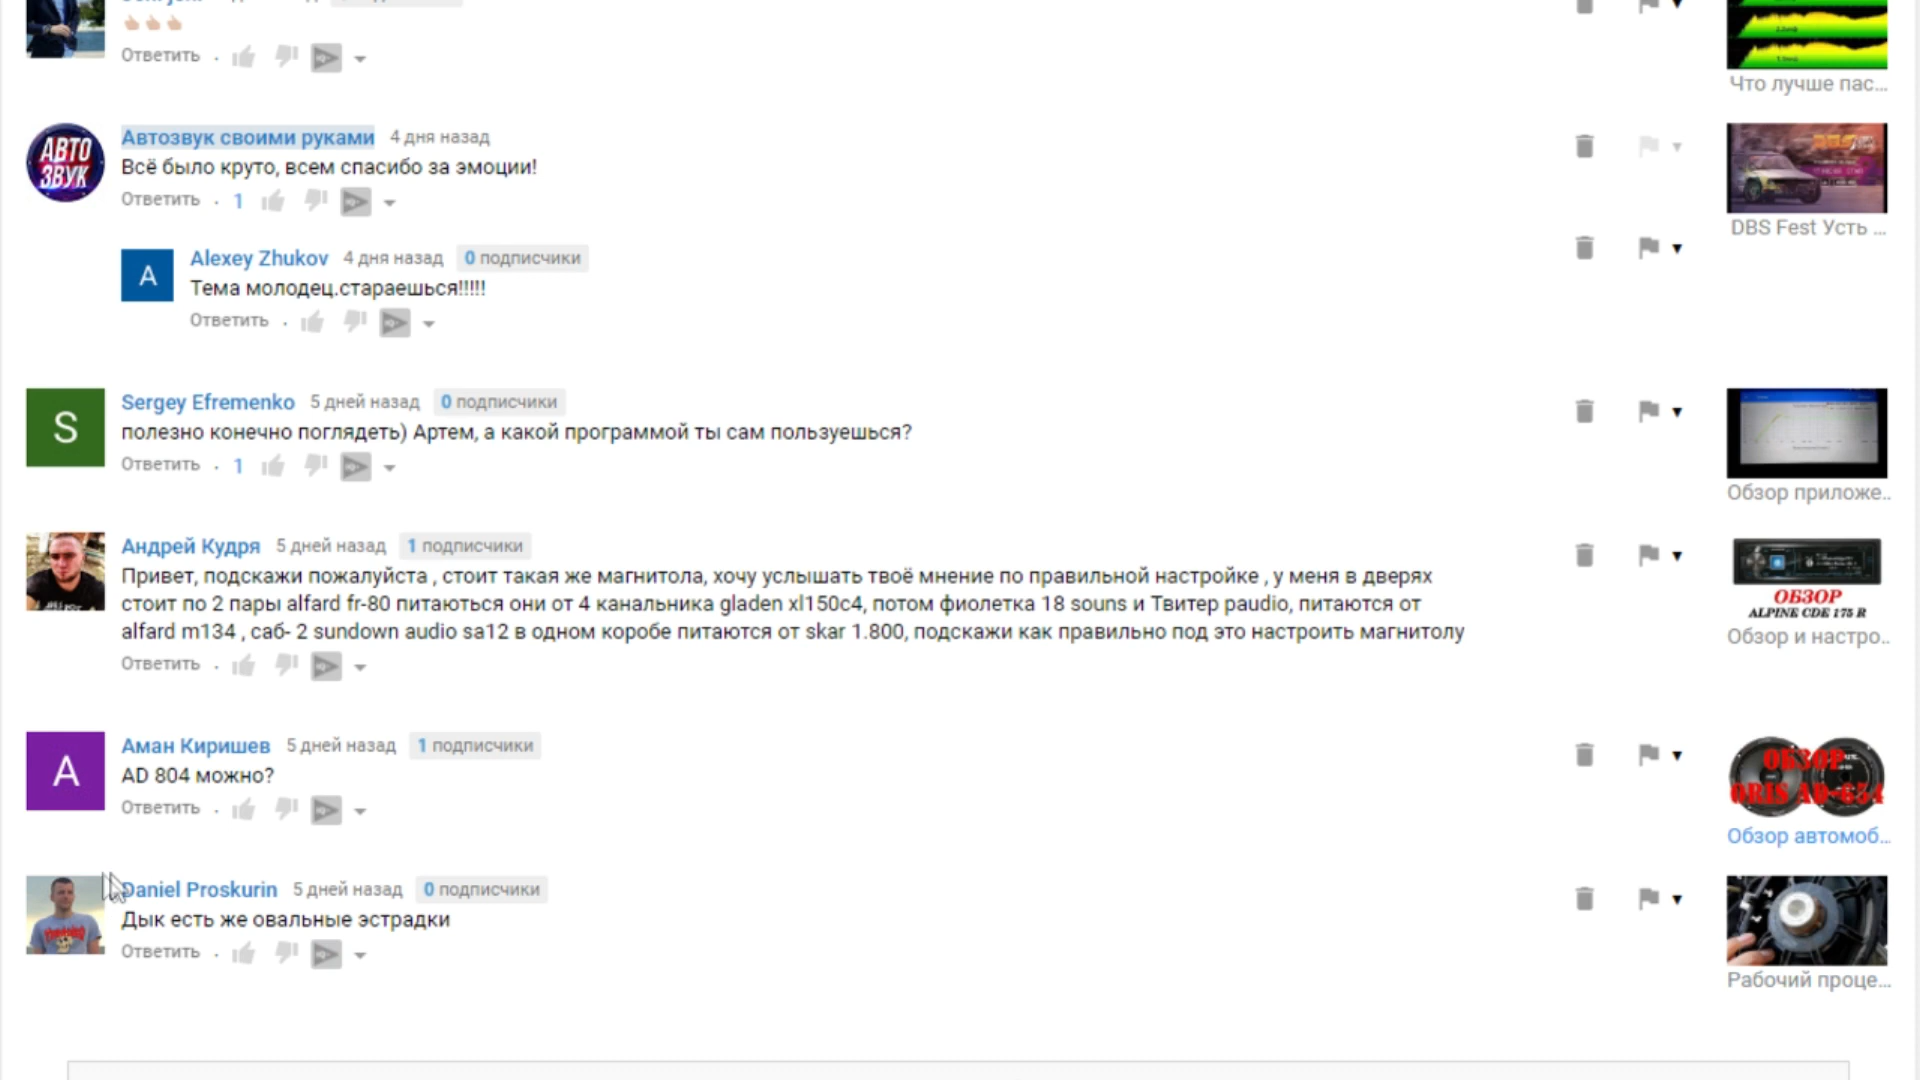 Ответить
Что лучше пас...
АВТО
ЗВУК
Автозвук своими руками 4 дня назад
Всё было круто, всем спасибо за эмоции!
Ответить · 1
DBS Fest Усть ...
A
Alexey Zhukov 4 дня назад 0 подписчики
Тема молодец.стараешься!!!!!
Ответить
S
Sergey Efremenko 5 дней назад 0 подписчики
полезно конечно поглядеть) Артем, а какой программой ты сам пользуешься?
Ответить · 1
Обзор приложе..
Андрей Кудря 5 дней назад 1 подписчики
Привет, подскажи пожалуйста , стоит такая же магнитола, хочу услышать твоё мнение по правильной настройке , у меня в дверях
стоит по 2 пары alfard fr-80 питаються они от 4 канальника gladen xl150c4, потом фиолетка 18 souns и Твитер paudio, питаются от
alfard m134 , саб- 2 sundown audio sa12 в одном коробе питаются от skar 1.800, подскажи как правильно под это настроить магнитолу
Ответить
ОБЗОР
ALPINE CDE 175 R
Обзор и настро..
A
Аман Киришев 5 дней назад 1 подписчики
AD 804 можно?
Ответить
ОБЗОР
ORIS AD-654
Обзор автомоб...
Daniel Proskurin 5 дней назад 0 подписчики
Дык есть же овальные эстрадки
Ответить
Рабочий проце...